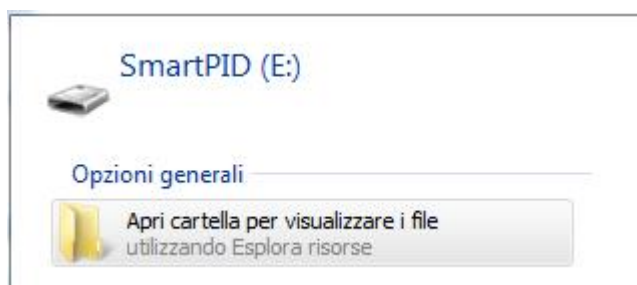 SmartPID (E:)
Opzioni generali
Apri cartella per visualizzare i file
utilizzando Esplora risorse